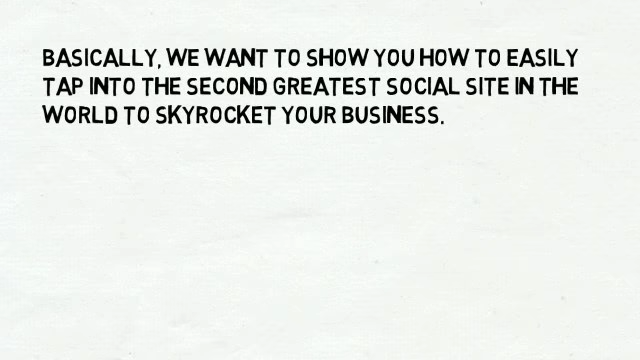 BASICALLY, WE WANT TO SHOW YOU HOW TO EASILY
TAP INTO THE SECOND GREATEST SOCIAL SITE IN THE
WORLD TO SKYROCKET YOUR BUSINESS.